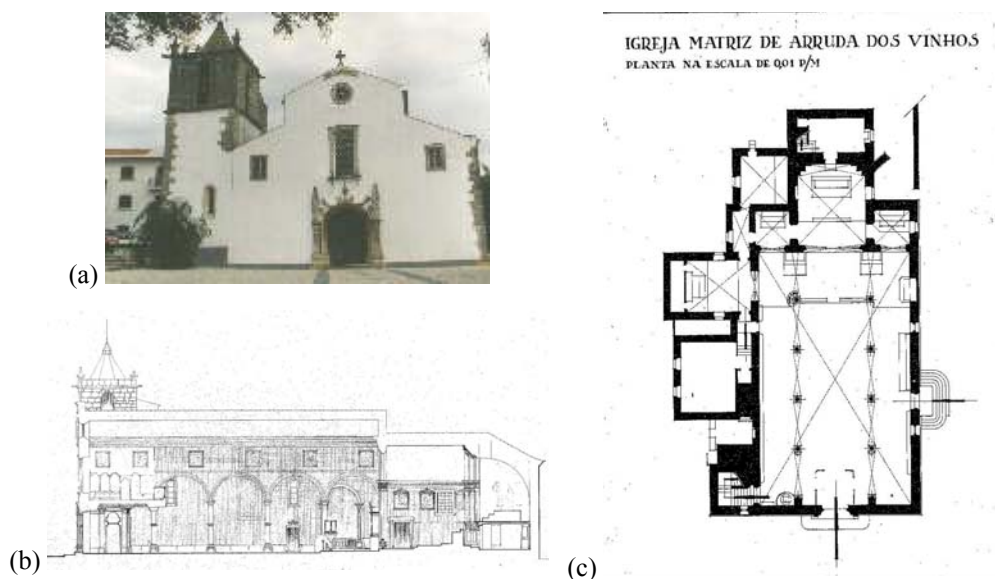 (a)
(b)
IGREJA MATRIZ DE ARRUDA DOS VINHOS
PLANTA NA ESCALA DE 0,01 P/M
(c)